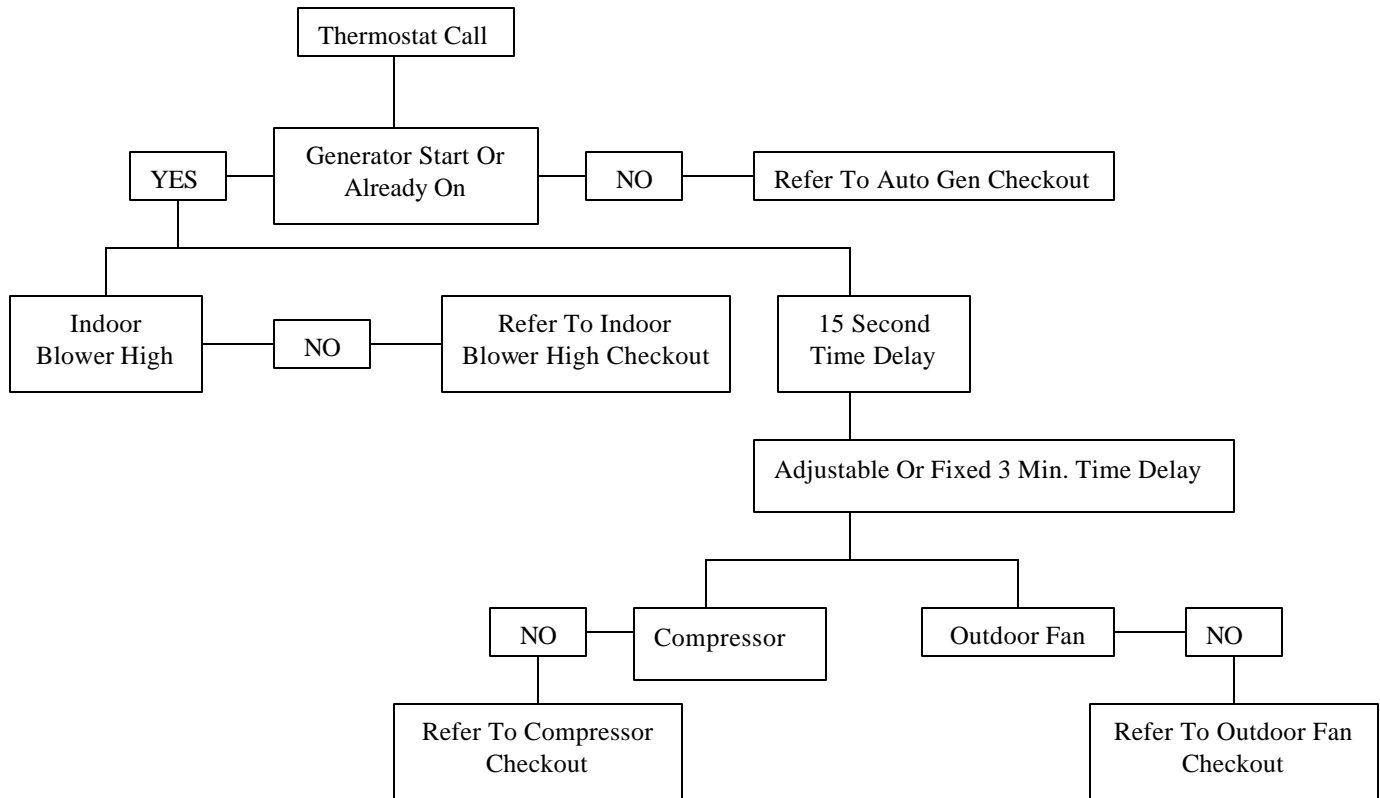 Thermostat Call
Generator Start Or
Already On
YES
NO
Refer To Auto Gen Checkout
Indoor
Blower High
NO
Refer To Indoor
Blower High Checkout
15 Second
Time Delay
Adjustable Or Fixed 3 Min. Time Delay
NO
Compressor
Outdoor Fan
NO
Refer To Compressor
Checkout
Refer To Outdoor Fan
Checkout